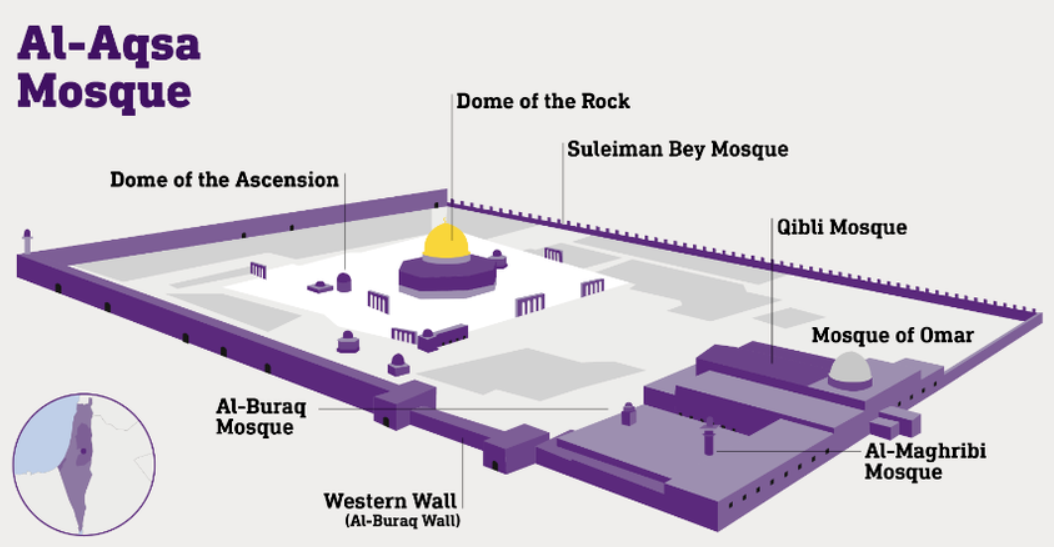 Al-Aqsa
Mosque
Dome of the Rock
Suleiman Bey Mosque
Dome of the Ascension
Qibli Mosque
Mosque of Omar
Al-Buraq
Mosque
Al-Maghribi
Mosque
Western Wall
(Al-Buraq Wall)